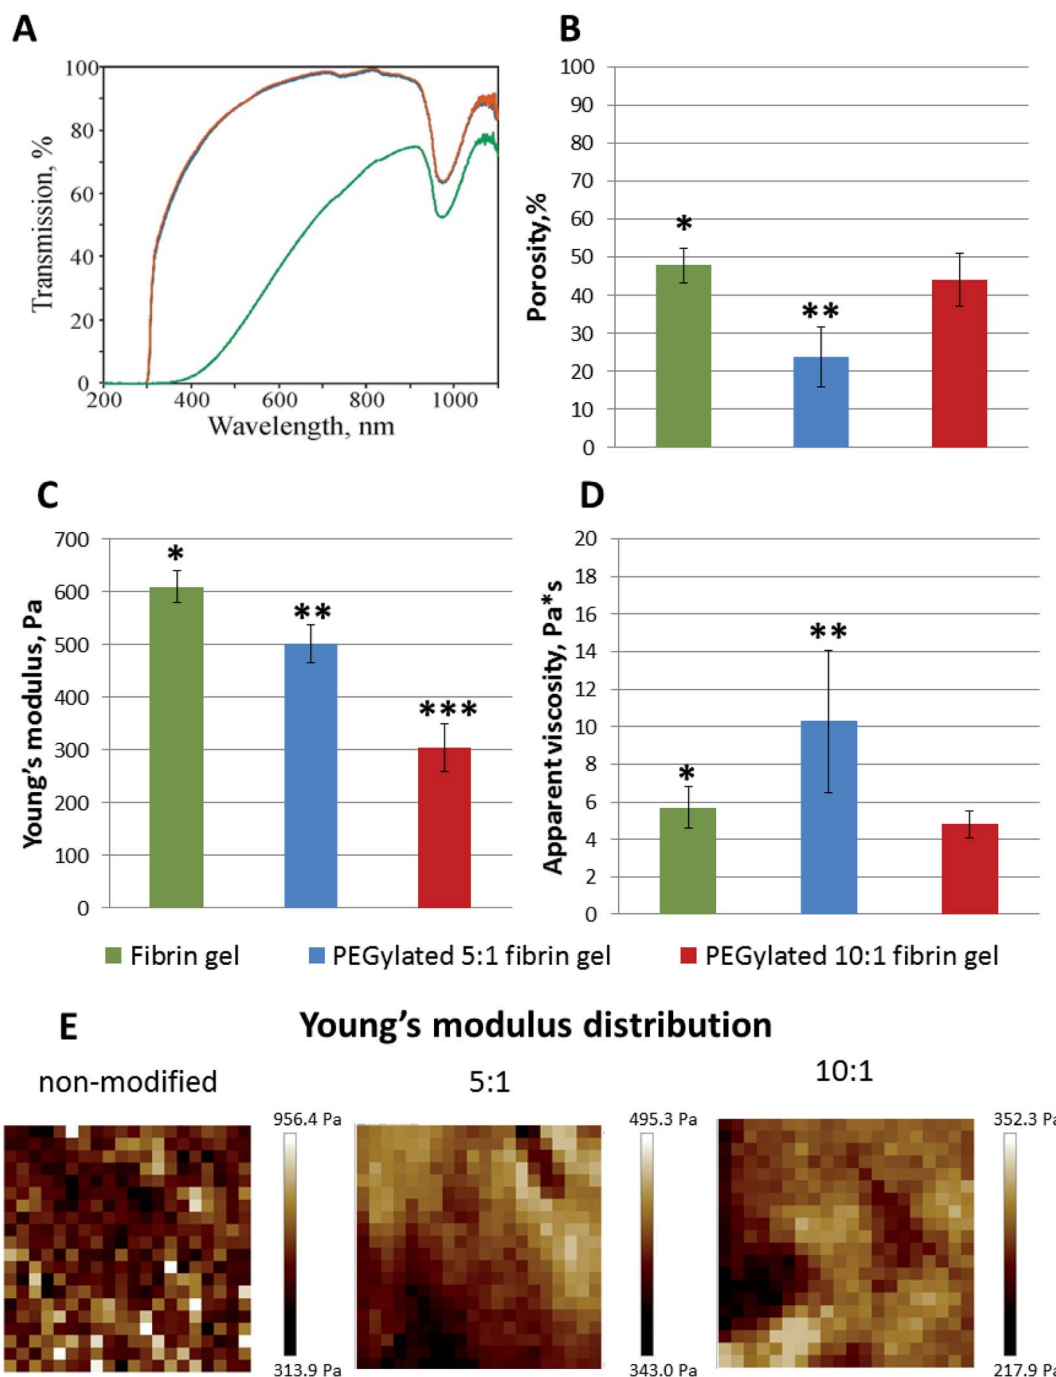 A
Transmission, %
100
80
60
40
20
0
200 400 600 800 1000
Wavelength, nm
B
Porosity,%
100
90
80
70
60
50
40
30
20
10
0
*
**
C
Young's modulus, Pa
700
600
500
400
300
200
100
0
*
**
***
D
Apparent viscosity, Pa*s
20
18
16
14
12
10
8
6
4
2
0
*
**
Fibrin gel PEGylated 5:1 fibrin gel PEGylated 10:1 fibrin gel
E
Young's modulus distribution
non-modified 5:1 10:1
956.4 Pa 495.3 Pa 352.3 Pa
313.9 Pa 343.0 Pa 217.9 Pa